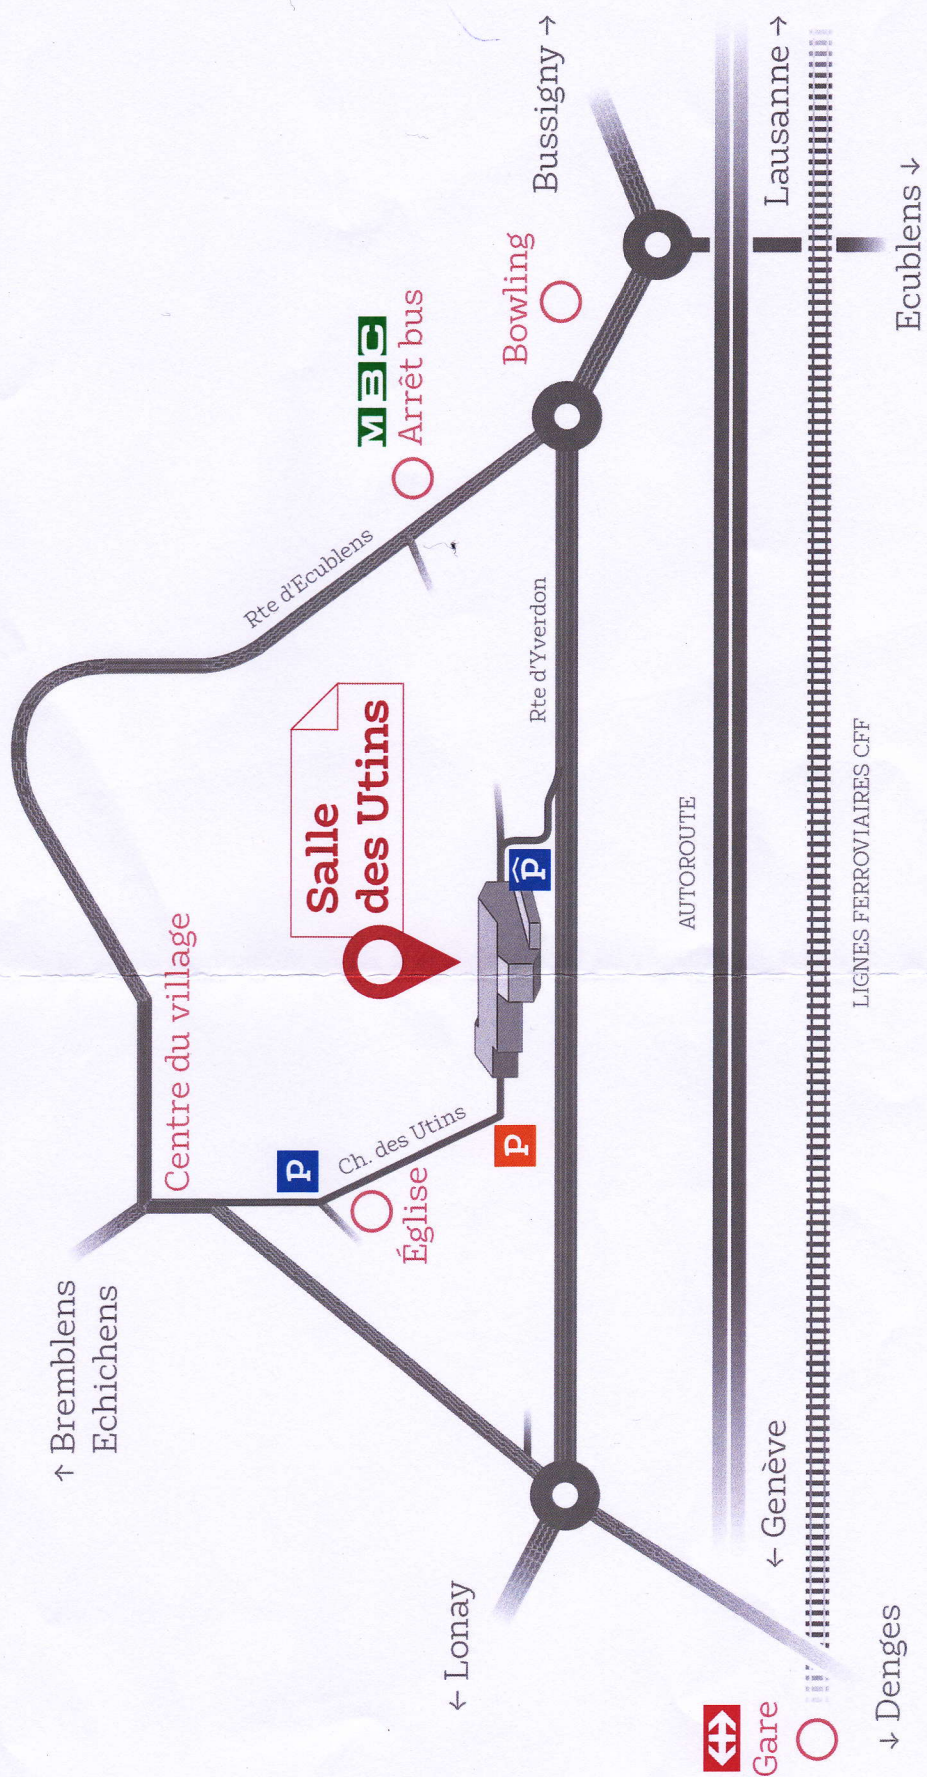 ↑ Bremblens
Echichens
Centre du village
Rte d'Ecublens
MBC
Arrêt bus
Bussigny →
Salle
des Utins
P
Ch. des Utins
Église
Bowling
← Lonay
P
P
Rte d'Yverdon
AUTOROUTE
Gare
← Genève
Lausanne →
LIGNES FERROVIAIRES CFF
↓ Denges
Ecublens ↓